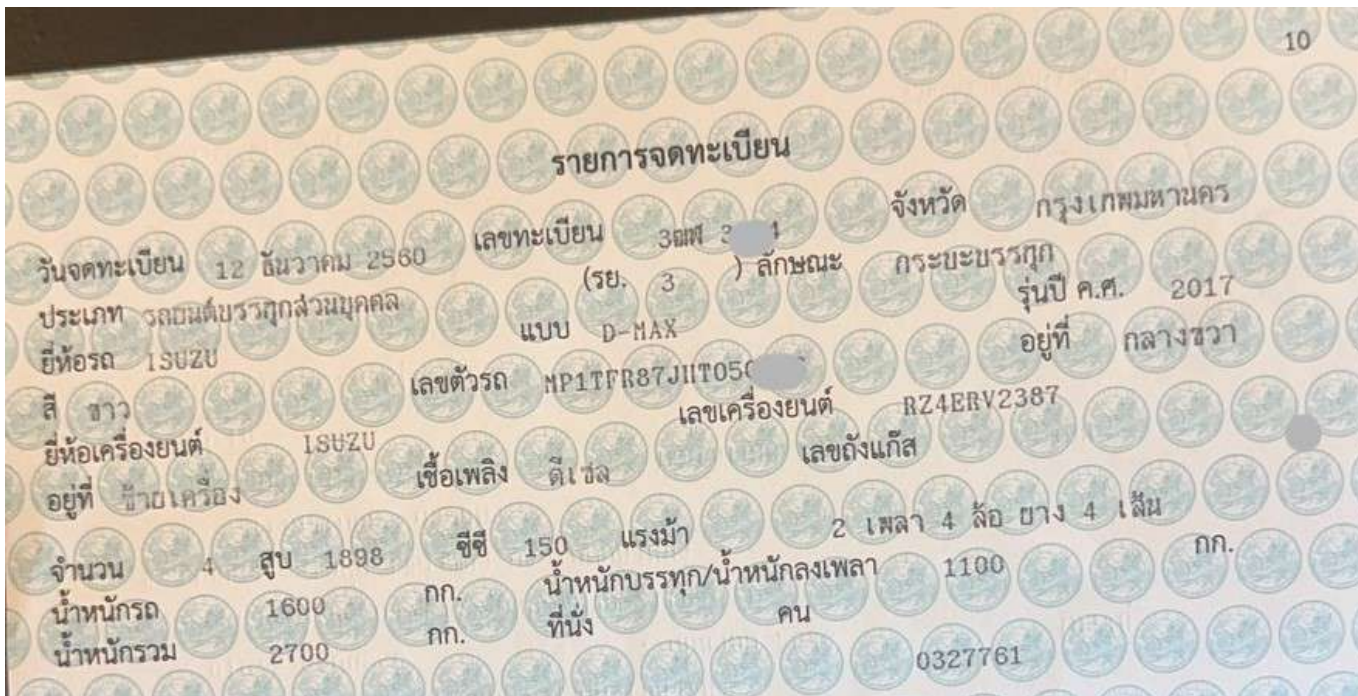 10
รายการจดทะเบียน
วันจดทะเบียน 12 ธันวาคม 2560 เลขทะเบียน 3ฒฬ 3 4 จังหวัด กรุงเทพมหานคร
ประเภท รถยนต์บรรทุกส่วนบุคคล (รย. 3 ) ลักษณะ กระบะบรรทุก
ยี่ห้อรถ ISUZU แบบ D-MAX รุ่นปี ค.ศ. 2017
สี ขาว เลขตัวรถ MP1TFR87JHT05 อยู่ที่ กลางขวา
ยี่ห้อเครื่องยนต์ ISUZU เลขเครื่องยนต์ RZ4ERV2387
อยู่ที่ ซ้ายเครื่อง เชื้อเพลิง ดีเซล เลขถังแก๊ส
จำนวน 4 สูบ 1898 ซีซี 150 แรงม้า 2 เพลา 4 ล้อ ยาง 4 เส้น
น้ำหนักรถ 1600 กก. น้ำหนักบรรทุก/น้ำหนักลงเพลา 1100 กก.
น้ำหนักรวม 2700 กก. ที่นั่ง คน
0327761